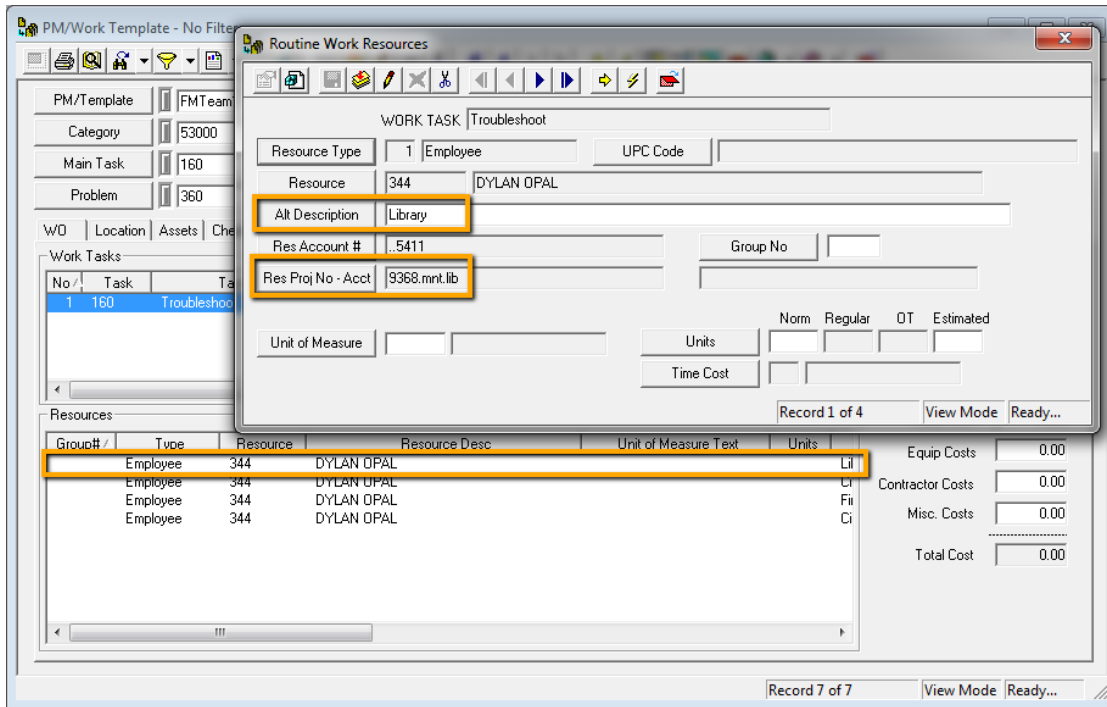 PM/Work Template - No Filter
Routine Work Resources
WORK TASK Troubleshoot
Resource Type 1 Employee UPC Code
Resource 344 DYLAN OPAL
Alt Description Library
Res Account # ..5411 Group No
Res Proj No - Acct 9368.mnt.lib
Norm Regular OT Estimated
Unit of Measure Units
Time Cost
Record 1 of 4 View Mode Ready...
PM/Template FMTeam
Category 53000
Main Task 160
Problem 360
WO Location Assets Che
Work Tasks
No / Task Ta
1 160 Troubleshoo
Resources
Group# / Type Resource Resource Desc Unit of Measure Text Units
Employee 344 DYLAN OPAL Lil
Employee 344 DYLAN OPAL
Employee 344 DYLAN OPAL Fii
Employee 344 DYLAN OPAL Ci
Equip Costs 0.00
Contractor Costs 0.00
Misc. Costs 0.00
Total Cost 0.00
Record 7 of 7 View Mode Ready...